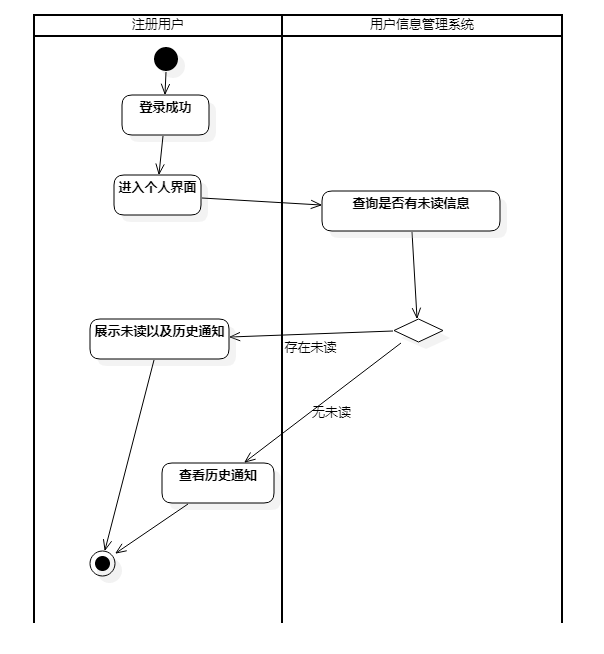 注册用户
用户信息管理系统
登录成功
进入个人界面
查询是否有未读信息
展示未读以及历史通知
存在未读
无未读
查看历史通知